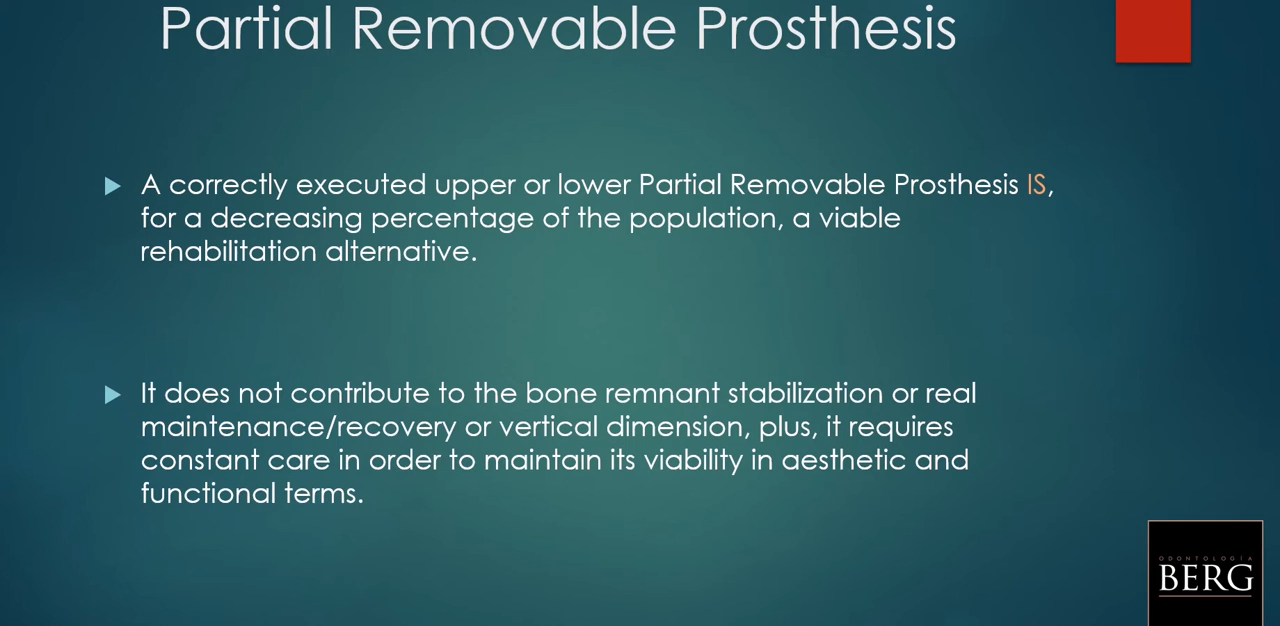 Partial Removable Prosthesis
A correctly executed upper or lower Partial Removable Prosthesis IS,
for a decreasing percentage of the population, a viable
rehabilitation alternative.
It does not contribute to the bone remnant stabilization or real
maintenance/recovery or vertical dimension, plus, it requires
constant care in order to maintain its viability in aesthetic and
functional terms.
ODONTOLOGÍA
BERG